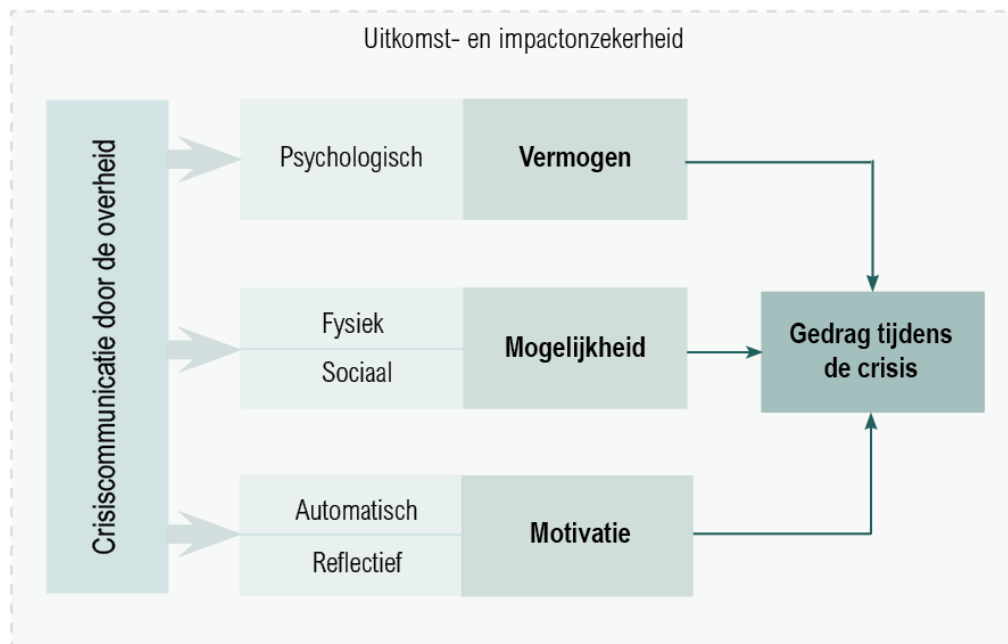 Uitkomst- en impactonzekerheid
Crisiscommunicatie door de overheid
Psychologisch
Vermogen
Fysiek
Sociaal
Mogelijkheid
Automatisch
Reflectief
Motivatie
Gedrag tijdens
de crisis